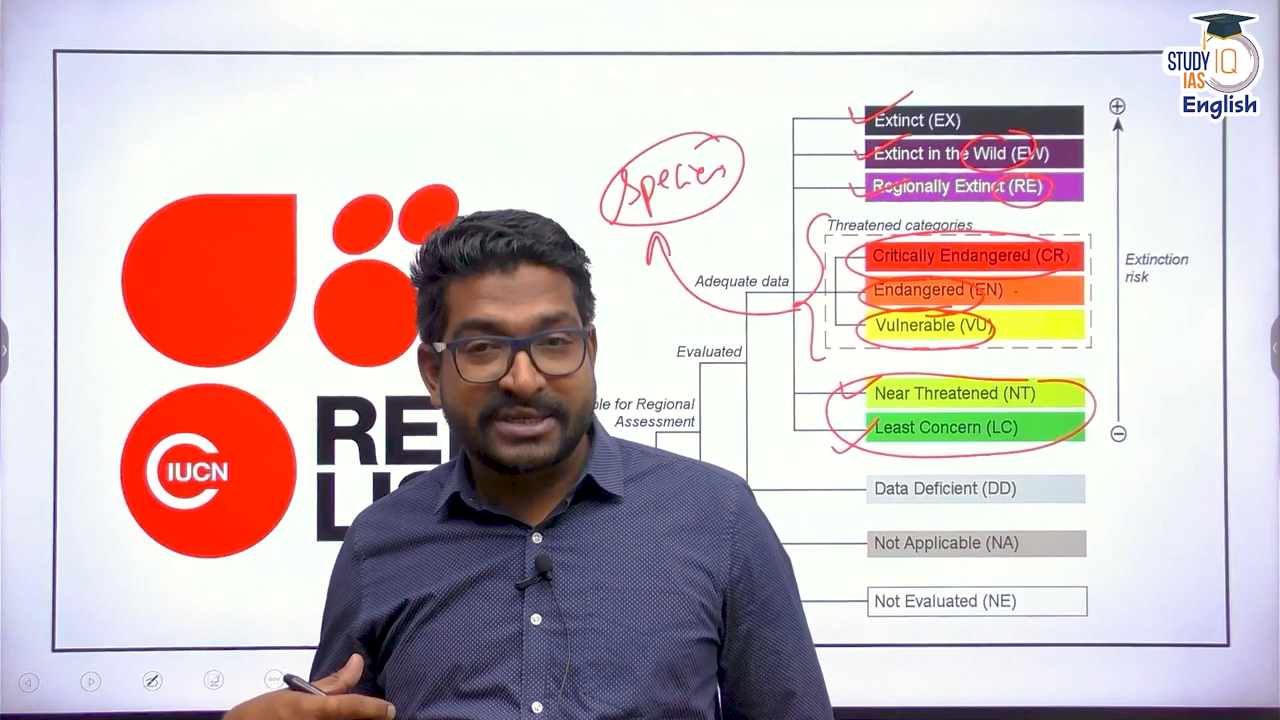 STUDY IQ
IAS
English
Extinct (EX)
Extinct in the Wild (EW)
Regionally Extinct (RE)
Species
Threatened categories
Critically Endangered (CR)
Adequate data
Extinction
risk
Endangered (EN)
Vulnerable (VU)
Evaluated
Near Threatened (NT)
ble for Regional
Assessment
Least Concern (LC)
RE
IUCN
LIS
Data Deficient (DD)
Not Applicable (NA)
Not Evaluated (NE)